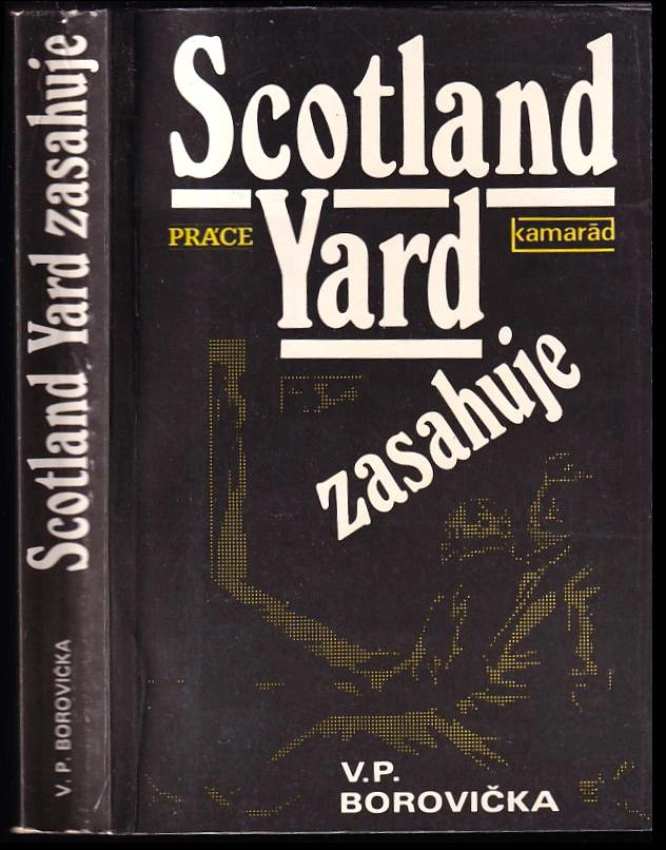 Scotland Yard zasahuje
V. P. BOROVIČKA
Scotland
PRÁCE
Yard
kamarád
zasahuje
V.P.
BOROVIČKA